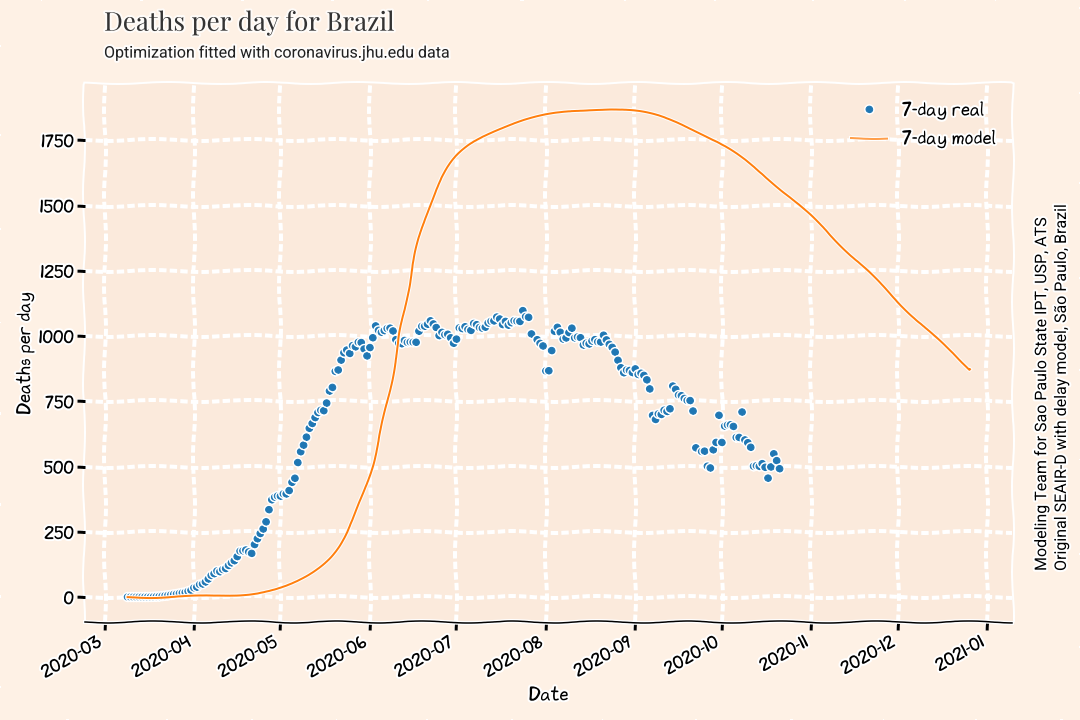 Deaths per day for Brazil
Optimization fitted with coronavirus.jhu.edu data
7-day real
7-day model
1750
1500
1250
1000
750
500
250
0
Deaths per day
2020-03
2020-04
2020-05
2020-06
2020-07
2020-08
2020-09
2020-10
2020-11
2020-12
2021-01
Date
Modeling Team for Sao Paulo State IPT, USP, ATS
Original SEAIR-D with delay model, São Paulo, Brazil